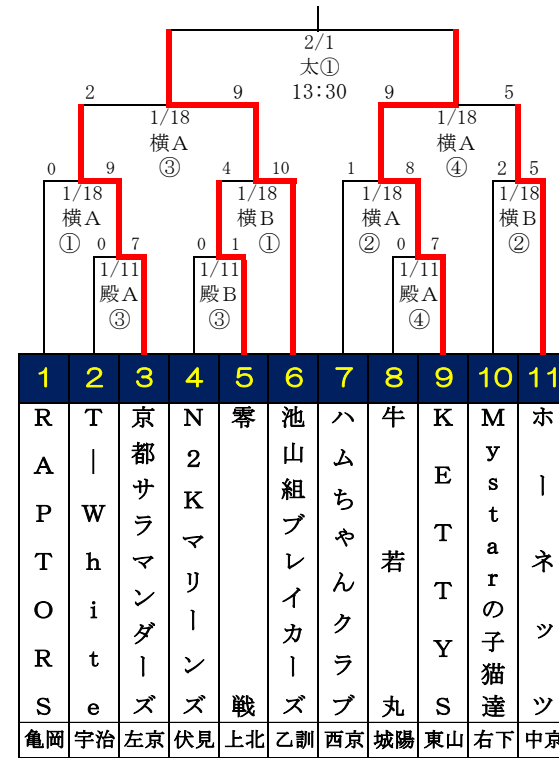 2/1
太①
13:30
2 9 9 5
1/18 1/18
横A 横A
③ ④
0 9 4 10 1 8 2 5
1/18 1/18 1/18 1/18
横A 横B 横A 横B
① ① ② ②
0 7 0 1 0 7
1/11 1/11 1/11
殿A 殿B 殿A
③ ③ ④
1 2 3 4 5 6 7 8 9 10 11
RAPTORS
T―White
京都サラマンダーズ
N2Kマリーンズ
零戦
池山組ブレイカーズ
ハムちゃんクラブ
牛若丸
KETTYS
Mystarの子猫達
ホーネッツ
亀岡 宇治 左京 伏見 上北 乙訓 西京 城陽 東山 右下 中京